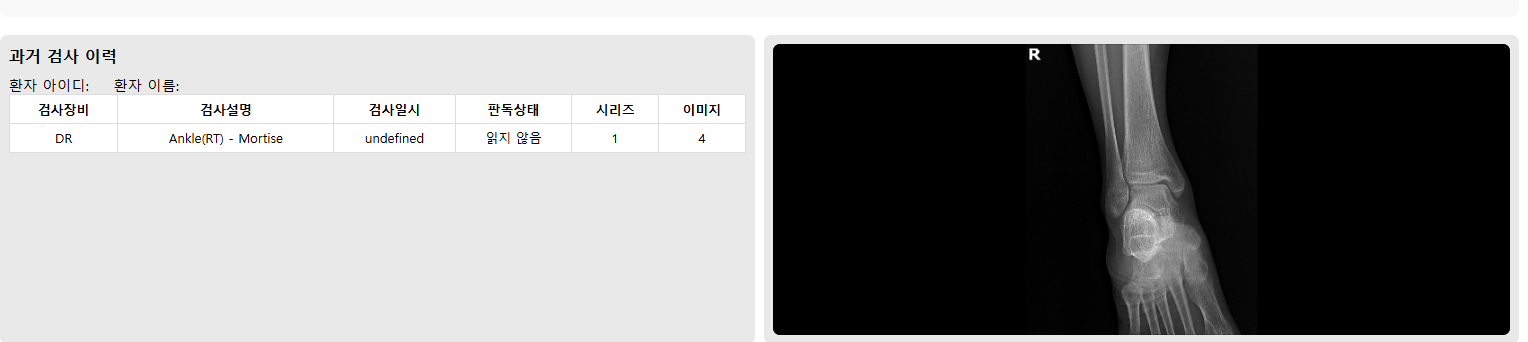 과거 검사 이력
환자 아이디: 환자 이름:
검사장비 검사설명 검사일시 판독상태 시리즈 이미지
DR Ankle(RT) - Mortise undefined 읽지 않음 1 4
R